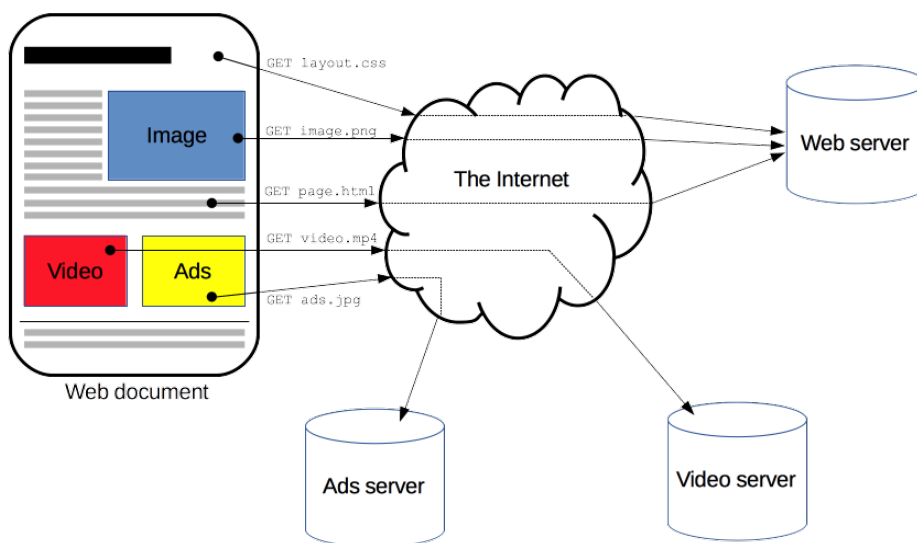 GET layout.css
Image
GET image.png
Web server
The Internet
GET page.html
GET video.mp4
Video
Ads
GET ads.jpg
Web document
Ads server
Video server